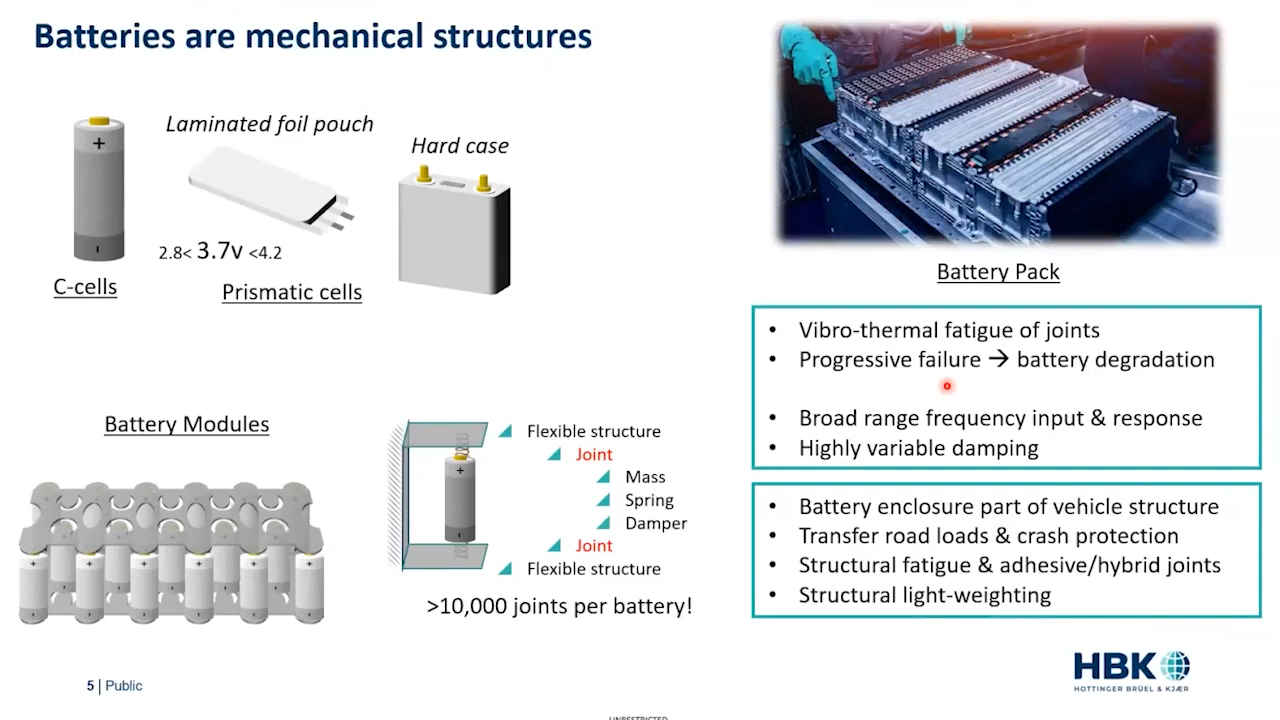 Batteries are mechanical structures
Laminated foil pouch
Hard case
+
-
2.8< 3.7v <4.2
C-cells
Prismatic cells
Battery Pack
• Vibro-thermal fatigue of joints
• Progressive failure → battery degradation
• Broad range frequency input & response
• Highly variable damping
Battery Modules
+ + + + + +
- - - - - -
Flexible structure
Joint
Mass
Spring
Damper
Joint
Flexible structure
+
-
>10,000 joints per battery!
• Battery enclosure part of vehicle structure
• Transfer road loads & crash protection
• Structural fatigue & adhesive/hybrid joints
• Structural light-weighting
5 | Public
HBK
HOTTINGER BRÜEL & KJÆR
UNRESTRICTED